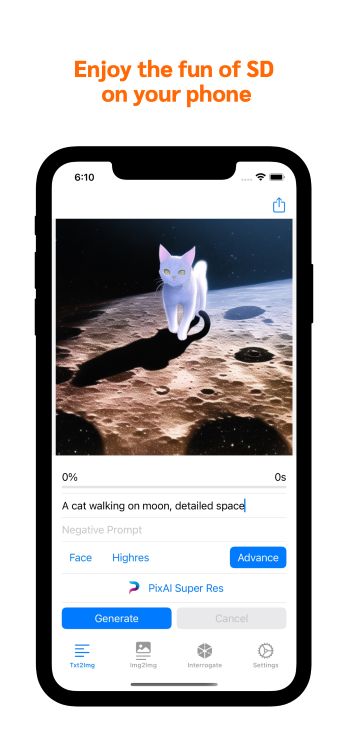 Enjoy the fun of SD
on your phone
6:10
0%
0s
A cat walking on moon, detailed space
Negative Prompt
Face
Highres
Advance
PixAI Super Res
Generate
Cancel
Txt2Img
Img2Img
Interrogate
Settings